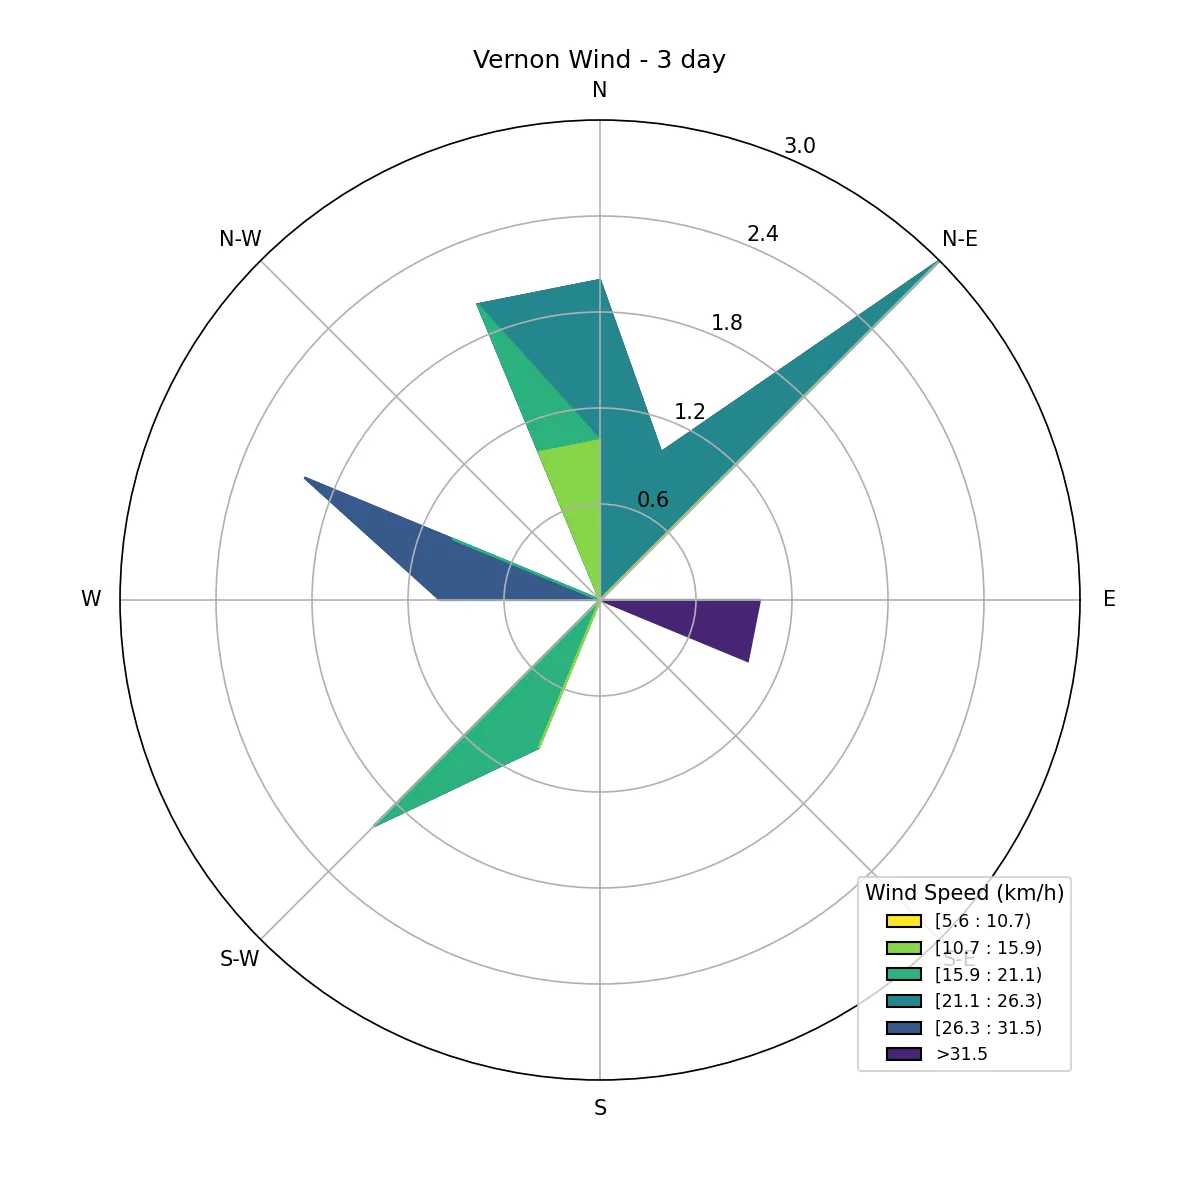 Vernon Wind - 3 day
N
3.0
2.4
N-W
N-E
1.8
1.2
0.6
W
E
S-W
S-E
S
Wind Speed (km/h)
[5.6 : 10.7)
[10.7 : 15.9)
[15.9 : 21.1)
[21.1 : 26.3)
[26.3 : 31.5)
>31.5